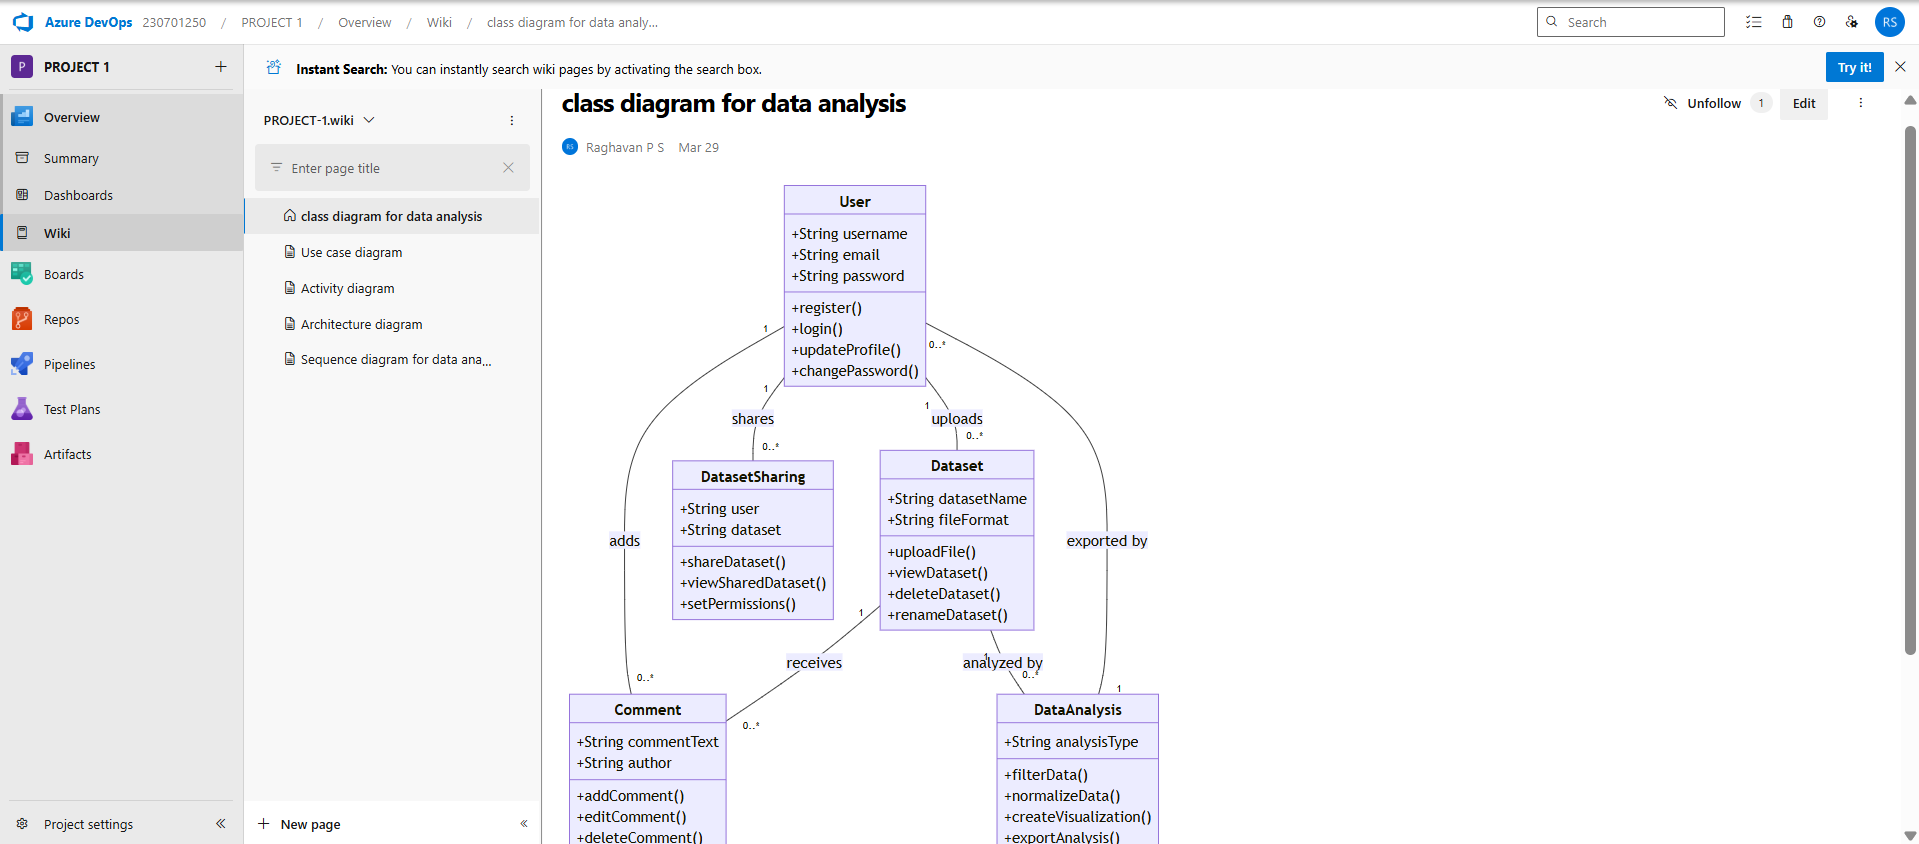 Azure DevOps 230701250 / PROJECT 1 / Overview / Wiki / class diagram for data analy...
Search
RS
P PROJECT 1
Instant Search: You can instantly search wiki pages by activating the search box.
Try it!
Overview
Summary
Dashboards
Wiki
Boards
Repos
Pipelines
Test Plans
Artifacts
Project settings
PROJECT-1.wiki
Enter page title
class diagram for data analysis
Use case diagram
Activity diagram
Architecture diagram
Sequence diagram for data ana...
New page
class diagram for data analysis
Unfollow 1 Edit
RS Raghavan P S Mar 29
User
+String username
+String email
+String password
+register()
+login()
+updateProfile()
+changePassword()
1
0..*
1
shares
0..*
1
uploads
0..*
DatasetSharing
+String user
+String dataset
+shareDataset()
+viewSharedDataset()
+setPermissions()
Dataset
+String datasetName
+String fileFormat
+uploadFile()
+viewDataset()
+deleteDataset()
+renameDataset()
adds
exported by
1
receives
1
analyzed by
0..*
0..*
1
0..*
Comment
+String commentText
+String author
+addComment()
+editComment()
+deleteComment()
DataAnalysis
+String analysisType
+filterData()
+normalizeData()
+createVisualization()
+exportAnalysis()